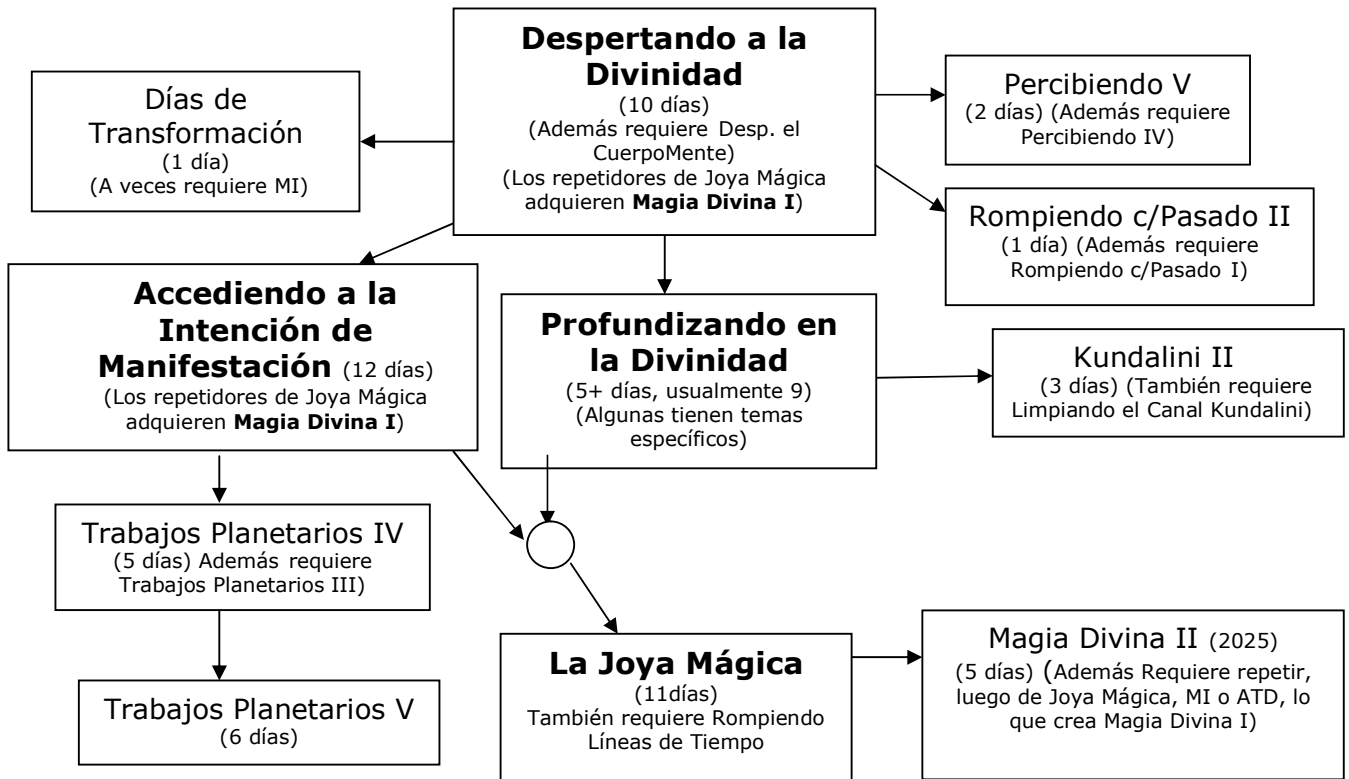 Despertando a la
Divinidad
(10 días)
(Además requiere Desp. el
CuerpoMente)
(Los repetidores de Joya Mágica
adquieren Magia Divina I)
Días de
Transformación
(1 día)
(A veces requiere MI)
Percibiendo V
(2 días) (Además requiere
Percibiendo IV)
Rompiendo c/Pasado II
(1 día) (Además requiere
Rompiendo c/Pasado I)
Accediendo a la
Intención de
Manifestación (12 días)
(Los repetidores de Joya Mágica
adquieren Magia Divina I)
Profundizando en
la Divinidad
(5+ días, usualmente 9)
(Algunas tienen temas
específicos)
Kundalini II
(3 días) (También requiere
Limpiando el Canal Kundalini)
Trabajos Planetarios IV
(5 días) Además requiere
Trabajos Planetarios III)
Trabajos Planetarios V
(6 días)
La Joya Mágica
(11días)
También requiere Rompiendo
Líneas de Tiempo
Magia Divina II (2025)
(5 días) (Además Requiere repetir,
luego de Joya Mágica, MI o ATD, lo
que crea Magia Divina I)